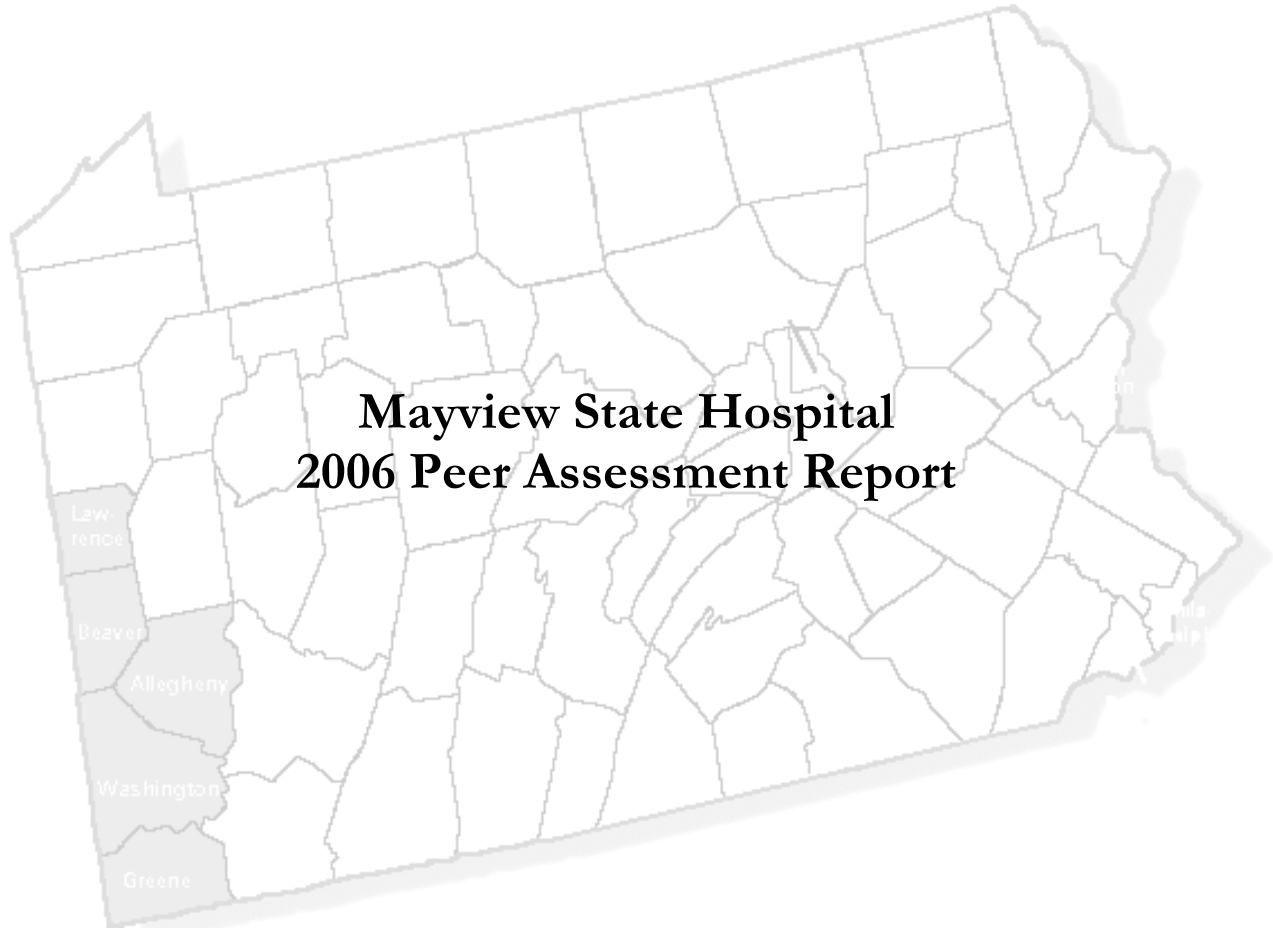 Mayview State Hospital
2006 Peer Assessment Report
Law-
rence
Beaver
Allegheny
Washington
Greene